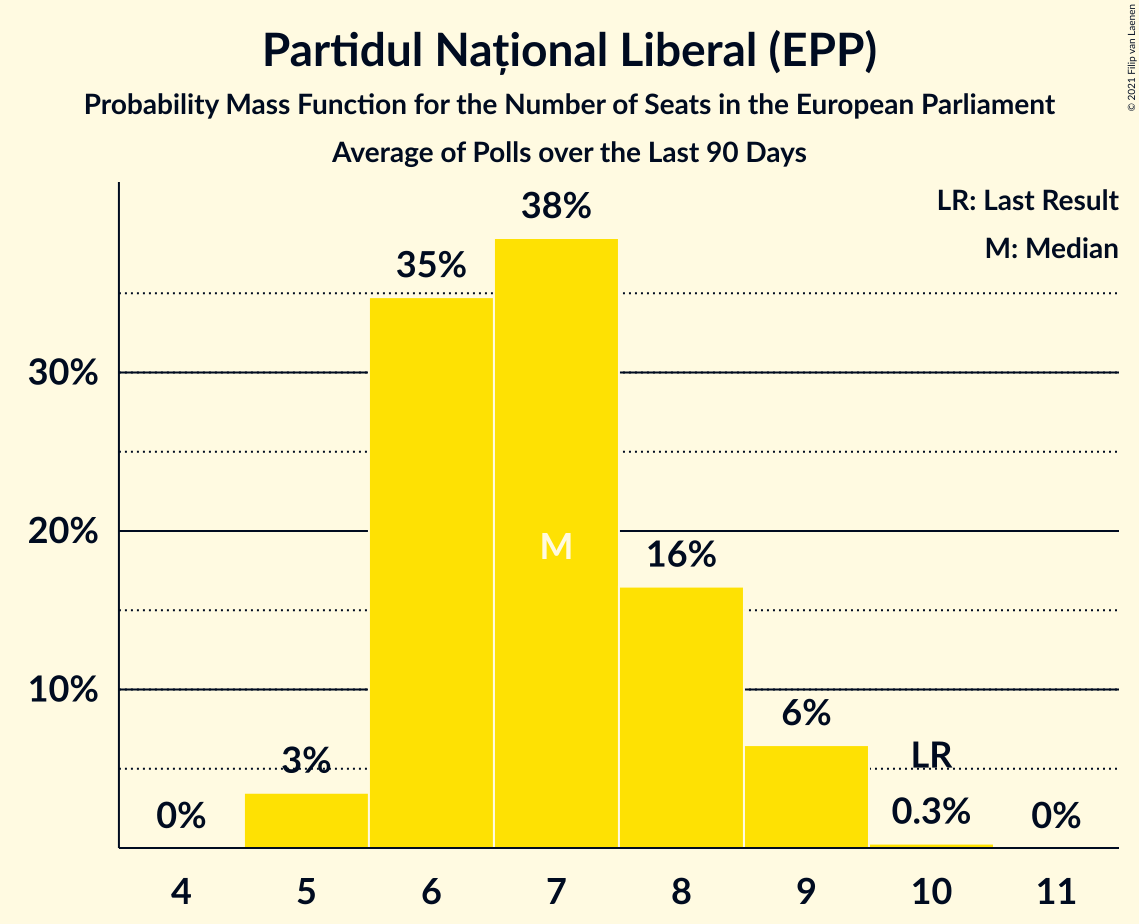 Partidul Național Liberal (EPP)
Probability Mass Function for the Number of Seats in the European Parliament
Average of Polls over the Last 90 Days
© 2021 Filip van Laenen
LR: Last Result
M: Median
38%
35%
30%
20%
M
16%
10%
6%
3%
LR
0%
0.3%
0%
4 5 6 7 8 9 10 11